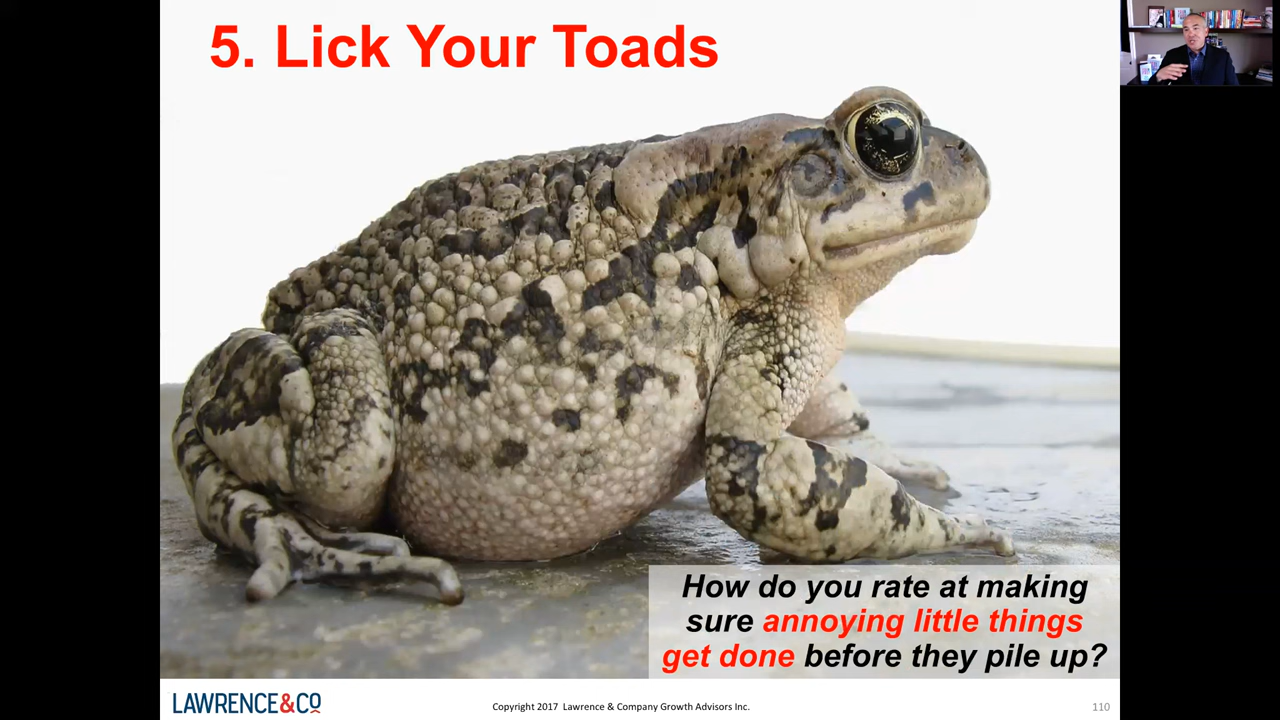 5. Lick Your Toads
How do you rate at making
sure annoying little things
get done before they pile up?
LAWRENCE&CO
Copyright 2017 Lawrence & Company Growth Advisors Inc.
110